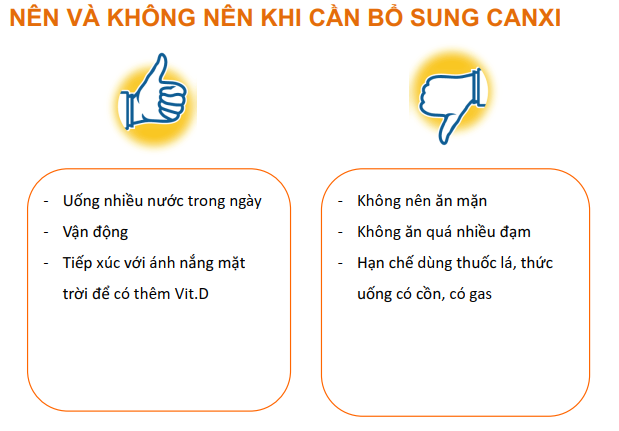 NÊN VÀ KHÔNG NÊN KHI CẦN BỔ SUNG CANXI
- Uống nhiều nước trong ngày
- Vận động
- Tiếp xúc với ánh nắng mặt
trời để có thêm Vit.D
- Không nên ăn mặn
- Không ăn quá nhiều đạm
- Hạn chế dùng thuốc lá, thức
uống có cồn, có gas